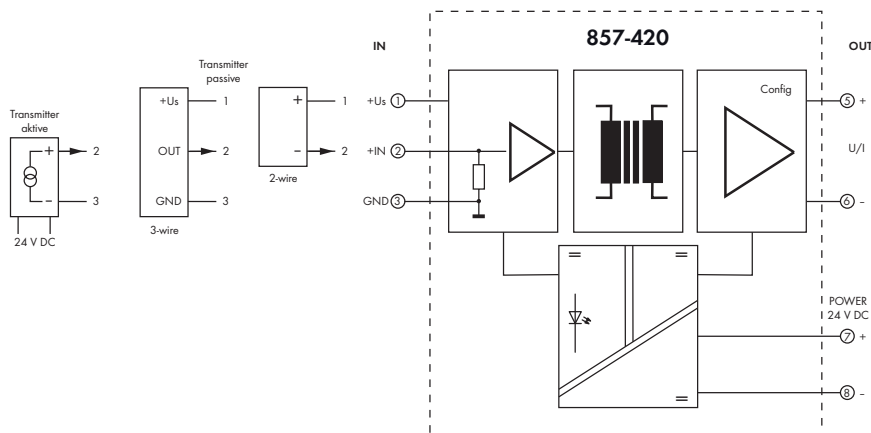 857-420
IN
OUT
Transmitter
passive
Transmitter
aktive
+ 2
- 3
24 V DC
+Us 1
OUT 2
GND 3
3-wire
+ 1
- 2
2-wire
+Us 1
+IN 2
GND 3
Config
5 +
U/I
6 -
POWER
24 V DC
7 +
8 -